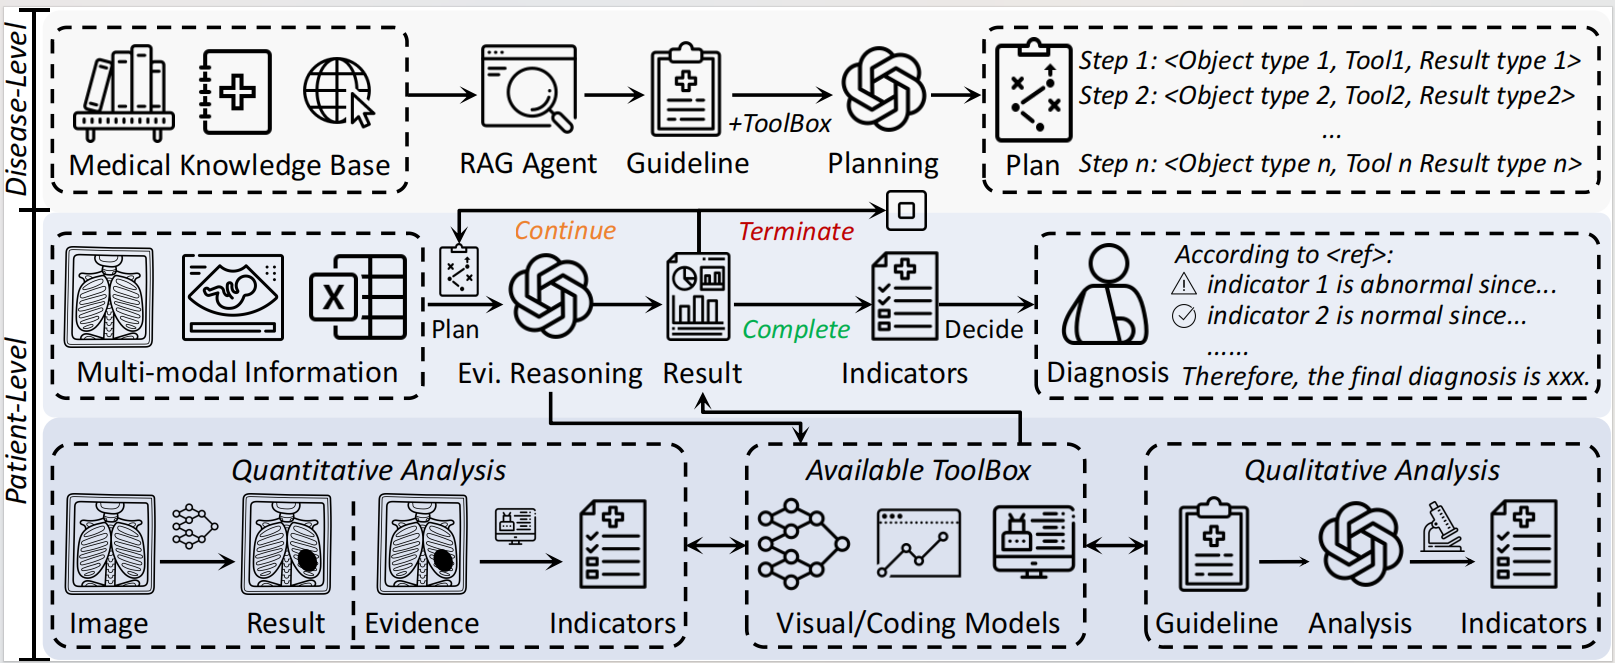 Disease-Level
Medical Knowledge Base
RAG Agent
Guideline
+ToolBox
Planning
Plan
Step 1: <Object type 1, Tool1, Result type 1>
Step 2: <Object type 2, Tool2, Result type2>
...
Step n: <Object type n, Tool n Result type n>
Patient-Level
X
Multi-modal Information
Plan
Continue
Terminate
Evi. Reasoning
Result
Complete
Indicators
Decide
Diagnosis
According to <ref>:
indicator 1 is abnormal since...
indicator 2 is normal since...
......
Therefore, the final diagnosis is xxx.
Quantitative Analysis
Image
Result
Evidence
Indicators
Available ToolBox
Visual/Coding Models
Qualitative Analysis
Guideline
Analysis
Indicators